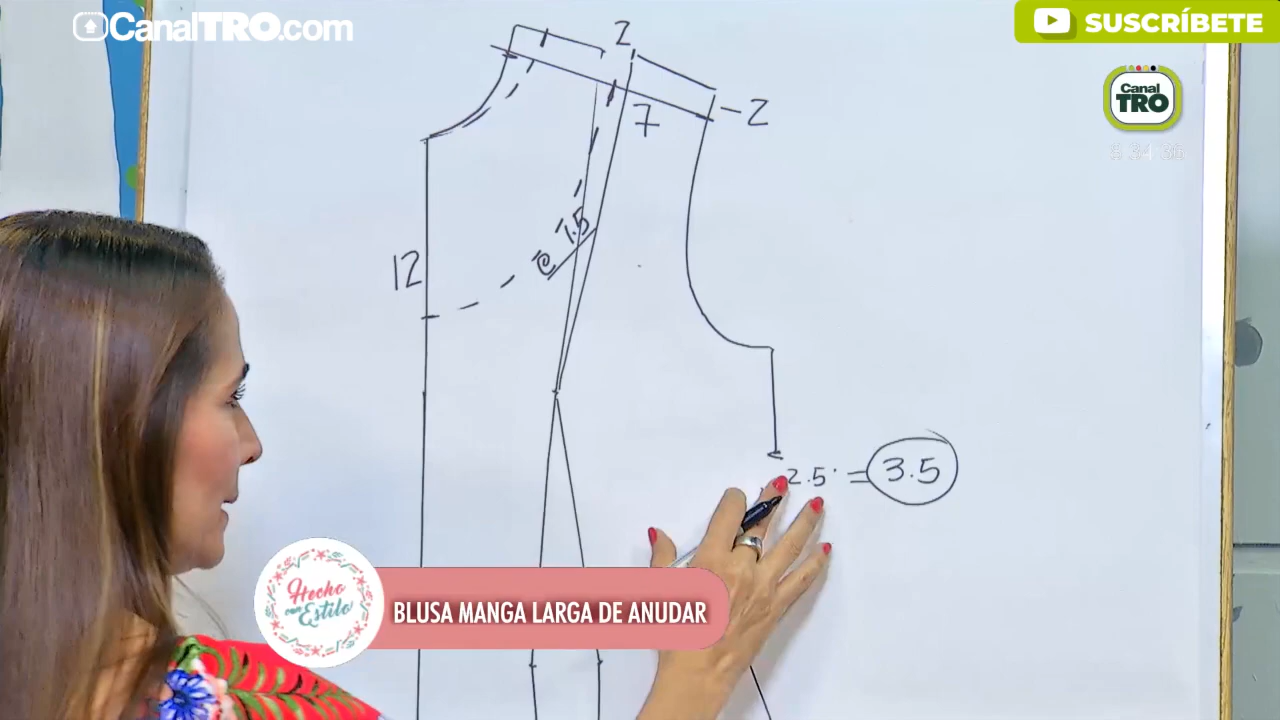 CanalTRO.com
SUSCRÍBETE
Canal
TRO
2
-2
7
12
e 1.5
2.5 = 3.5
Hecho
con Estilo
BLUSA MANGA LARGA DE ANUDAR